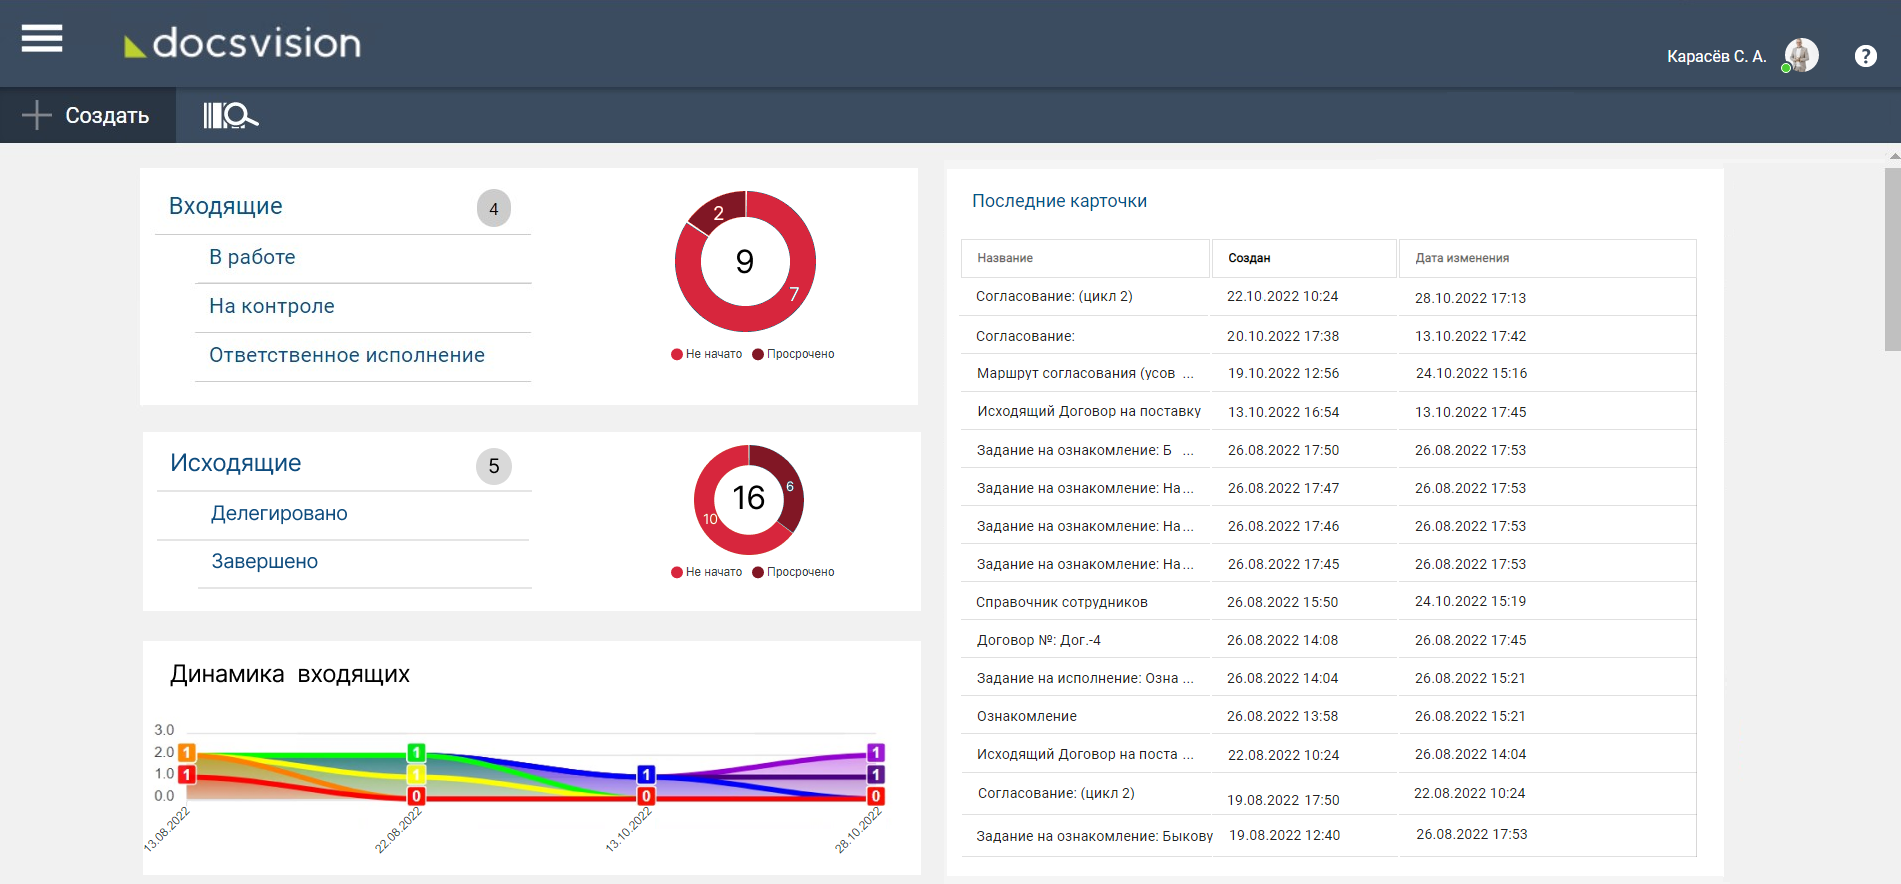 docsvision
Карасёв С. А.
?
Создать
Входящие 4
В работе
На контроле
Ответственное исполнение
2
9
7
Не начато Просрочено
Исходящие 5
Делегировано
Завершено
6
16
10
Не начато Просрочено
Динамика входящих
3.0
2.0
1.0
0.0
1 1 1
1 1 1 1
0 0 0
13.08.2022 22.08.2022 13.10.2022 28.10.2022
Последние карточки
Название Создан Дата изменения
Согласование: (цикл 2) 22.10.2022 10:24 28.10.2022 17:13
Согласование: 20.10.2022 17:38 13.10.2022 17:42
Маршрут согласования (усов ... 19.10.2022 12:56 24.10.2022 15:16
Исходящий Договор на поставку 13.10.2022 16:54 13.10.2022 17:45
Задание на ознакомление: Б ... 26.08.2022 17:50 26.08.2022 17:53
Задание на ознакомление: На... 26.08.2022 17:47 26.08.2022 17:53
Задание на ознакомление: На... 26.08.2022 17:46 26.08.2022 17:53
Задание на ознакомление: На... 26.08.2022 17:45 26.08.2022 17:53
Справочник сотрудников 26.08.2022 15:50 24.10.2022 15:19
Договор №: Дог.-4 26.08.2022 14:08 26.08.2022 17:45
Задание на исполнение: Озна ... 26.08.2022 14:04 26.08.2022 15:21
Ознакомление 26.08.2022 13:58 26.08.2022 15:21
Исходящий Договор на поста ... 22.08.2022 10:24 26.08.2022 14:04
Согласование: (цикл 2) 19.08.2022 17:50 22.08.2022 10:24
Задание на ознакомление: Быкову 19.08.2022 12:40 26.08.2022 17:53